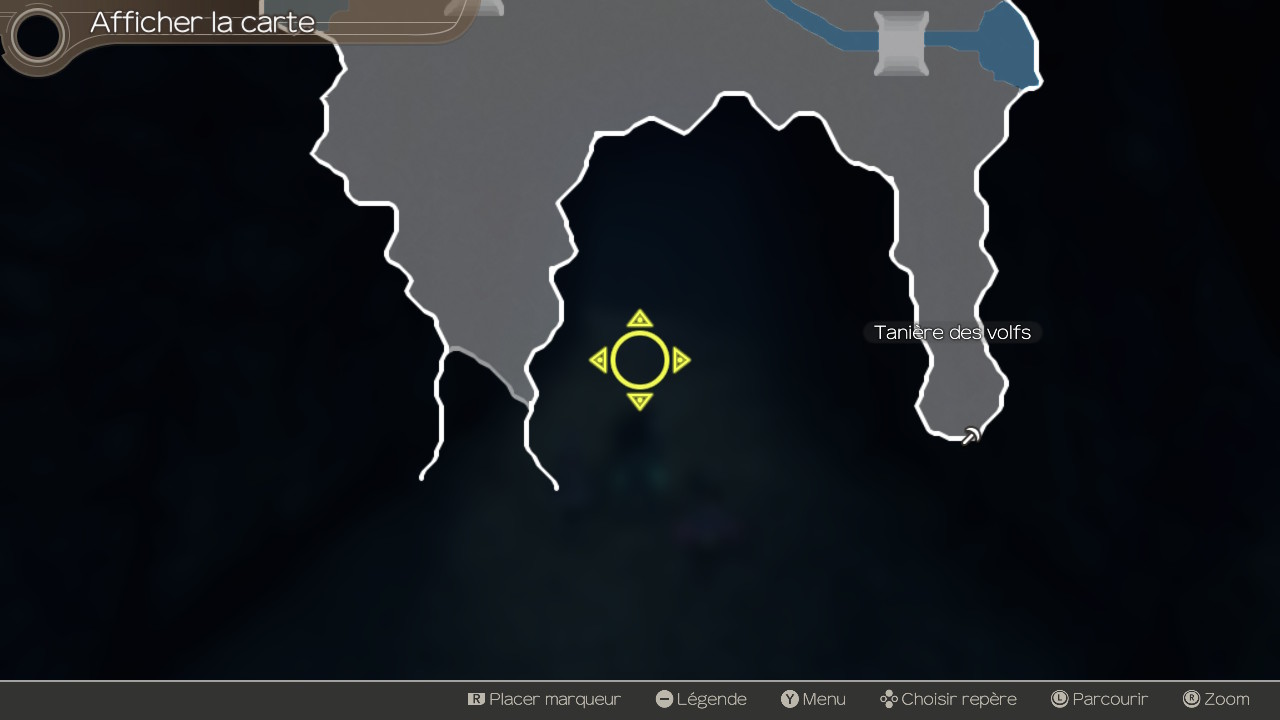 Afficher la carte
Tanière des volfs
R Placer marqueur − Légende Y Menu Choisir repère L Parcourir R Zoom